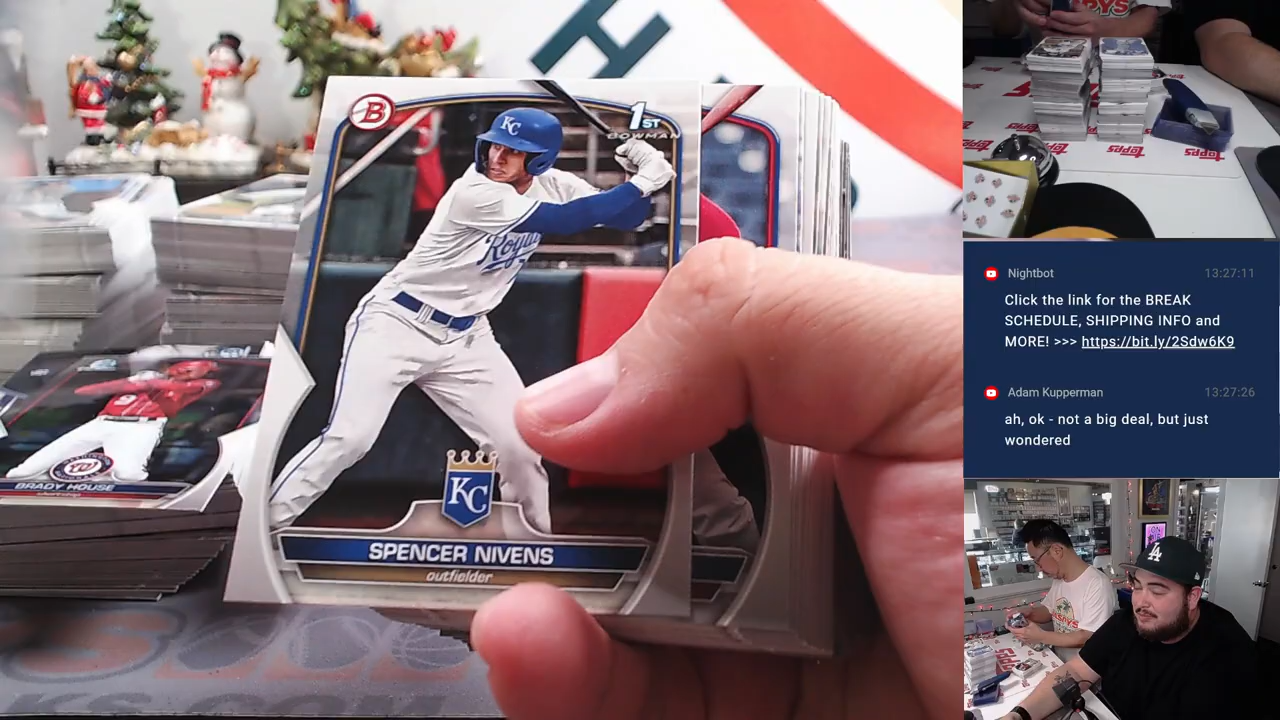 B
1ST
BOWMAN
KC
Royals
KC
SPENCER NIVENS
outfielder
W
BRADY HOUSE
topps
topps
topps
Nightbot 13:27:11
Click the link for the BREAK
SCHEDULE, SHIPPING INFO and
MORE! >>> https://bit.ly/2Sdw6K9
Adam Kupperman 13:27:26
ah, ok - not a big deal, but just
wondered
LA
topps